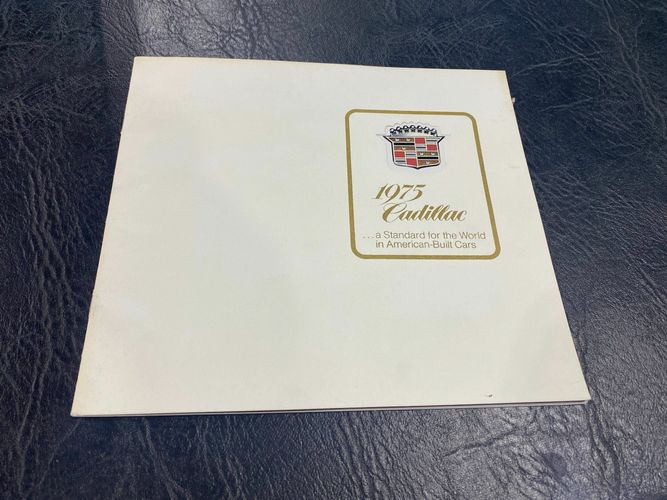 1975
Cadillac
...a Standard for the World
in American-Built Cars